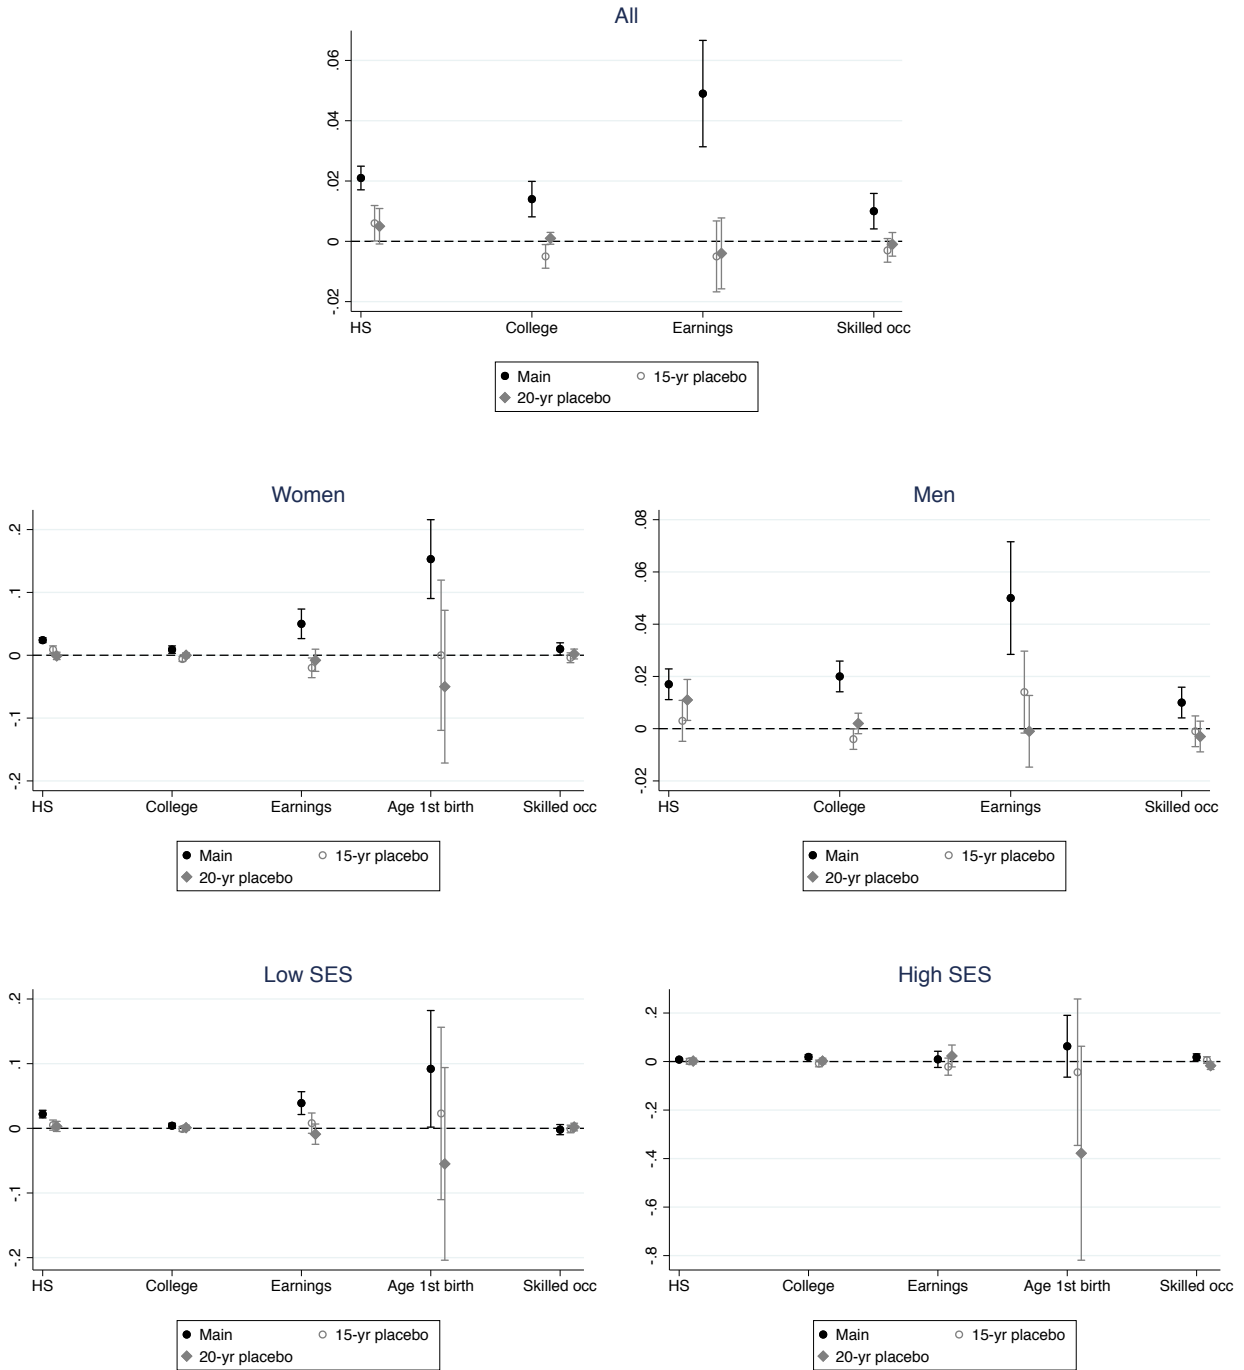 All
.06
.04
.02
0
-.02
HS College Earnings Skilled occ
Main 15-yr placebo
20-yr placebo
Women
.2
.1
0
-.1
-.2
HS College Earnings Age 1st birth Skilled occ
Main 15-yr placebo
20-yr placebo
Men
.08
.06
.04
.02
0
-.02
HS College Earnings Skilled occ
Main 15-yr placebo
20-yr placebo
Low SES
.2
.1
0
-.1
-.2
HS College Earnings Age 1st birth Skilled occ
Main 15-yr placebo
20-yr placebo
High SES
.2
0
-.2
-.4
-.6
-.8
HS College Earnings Age 1st birth Skilled occ
Main 15-yr placebo
20-yr placebo